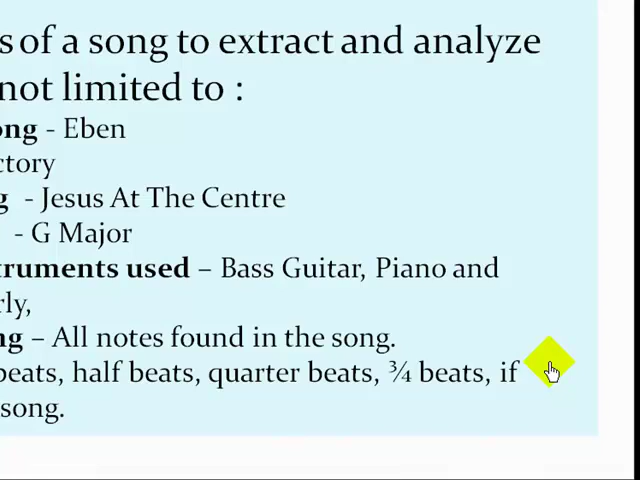 s of a song to extract and analyze
not limited to :
ong - Eben
ctory
g - Jesus At The Centre
- G Major
truments used – Bass Guitar, Piano and
rly,
ng – All notes found in the song.
beats, half beats, quarter beats, ¾ beats, if
song.